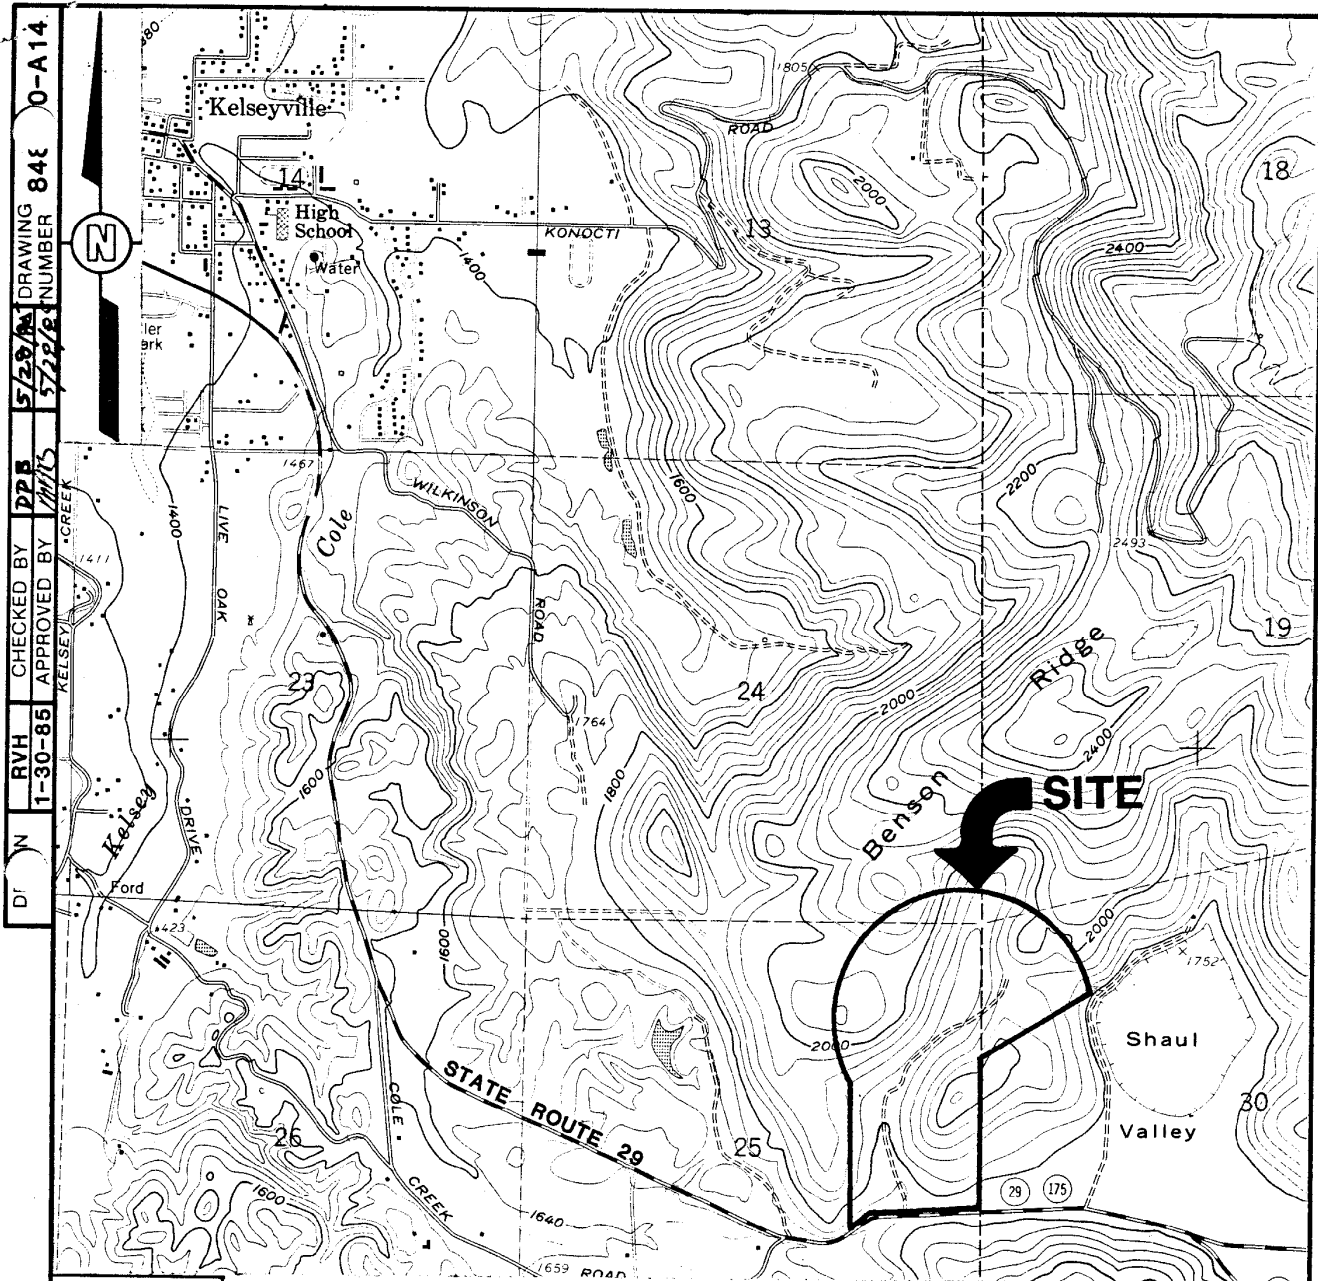 DRAWING NUMBER 848
0-A14
CHECKED BY DPB 5/28/
APPROVED BY
RVH
1-30-85
N
Kelseyville
14
High
School
Water
KONOCTI
ROAD
1400
1805
2000
13
18
2400
1467
WILKINSON
ROAD
1600
2200
2493
CREEK
1411
KELSEY
1400
LIVE
OAK
DRIVE
Cole
23
24
19
Ridge
1764
2000
2400
1600
1800
Benson
SITE
Kelsey
Ford
1423
1600
2000
1752
Shaul
Valley
2000
STATE ROUTE 29
COLE
CREEK
ROAD
26
25
30
29
175
1600
1640
1659